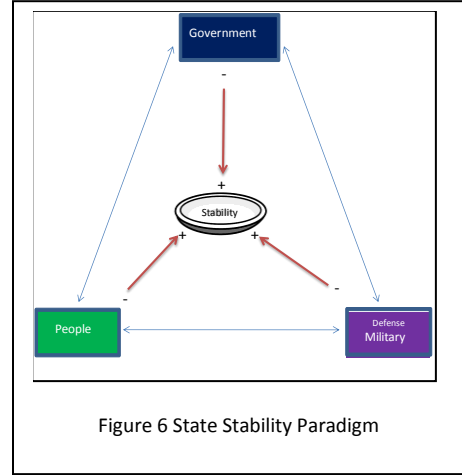 Government
-
+
Stability
+ +
- -
People
Defense
Military
Figure 6 State Stability Paradigm